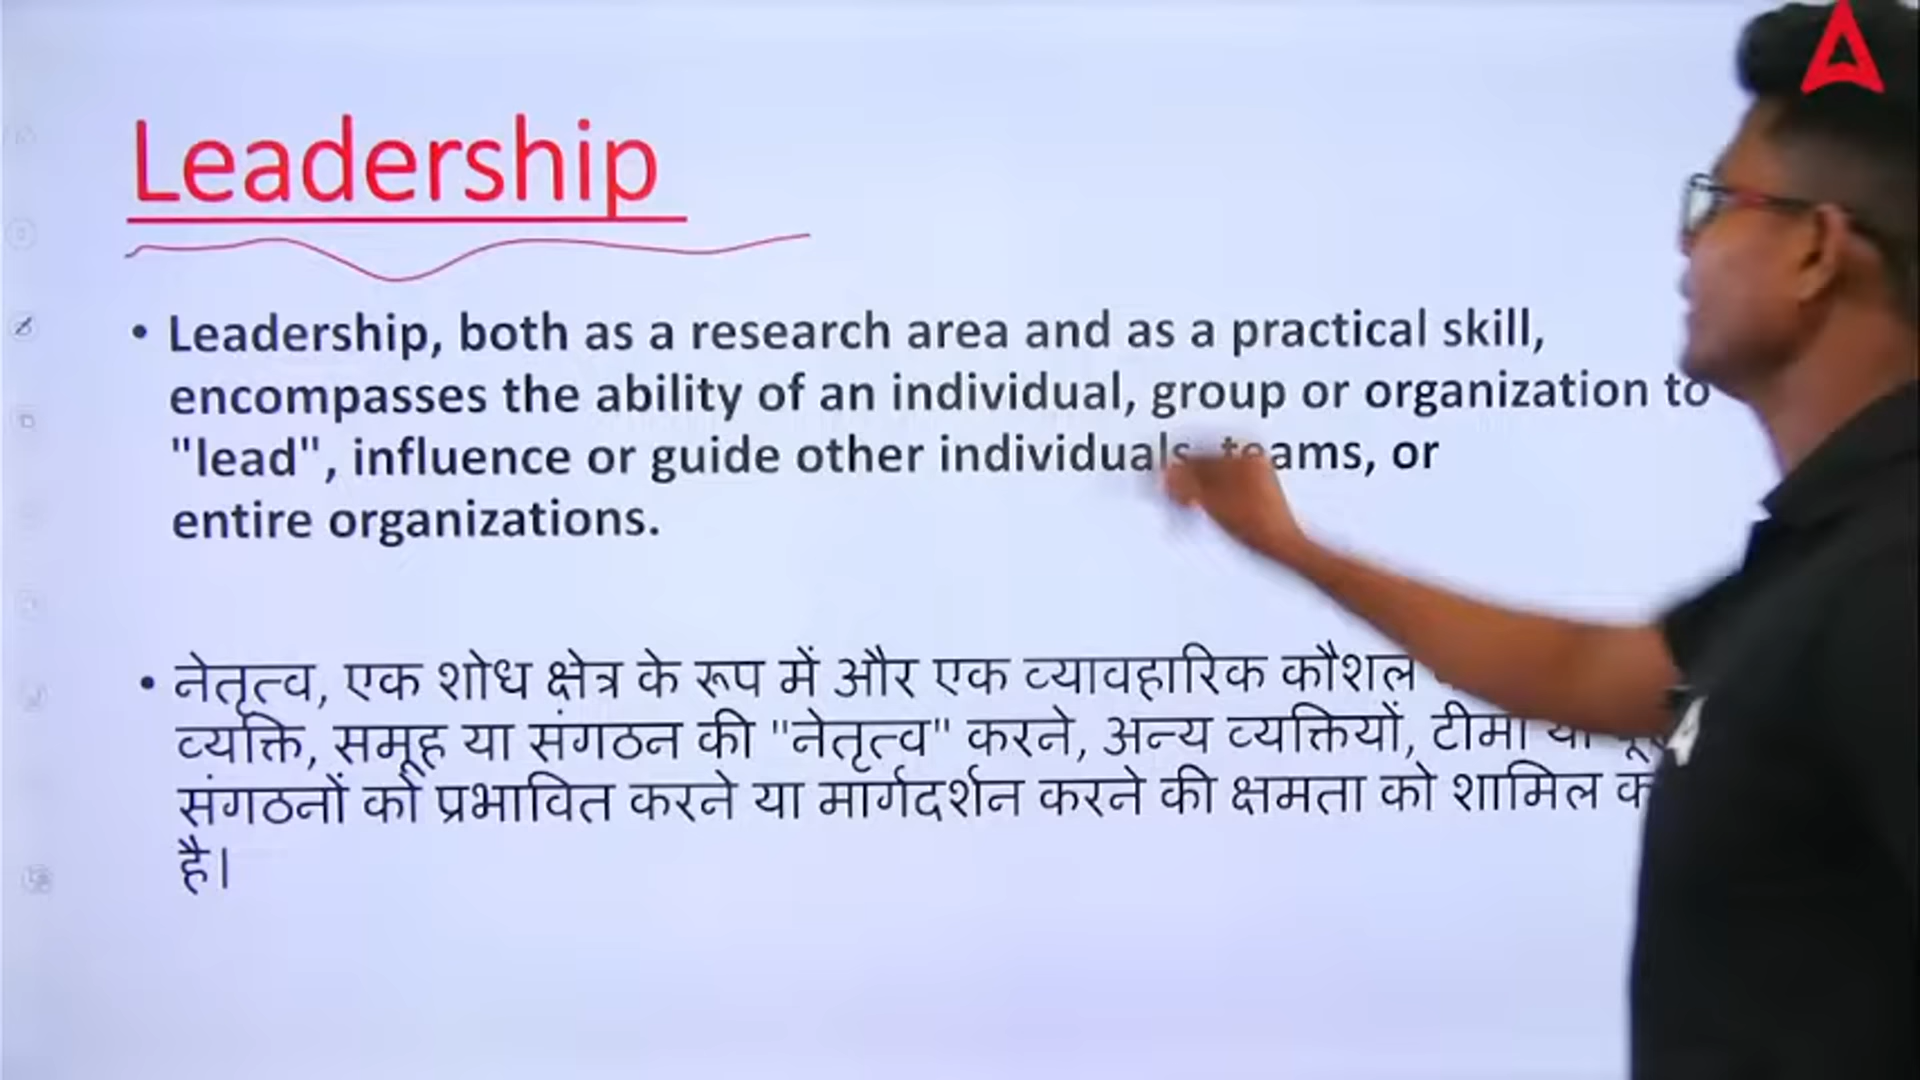 Leadership
Leadership, both as a research area and as a practical skill,
encompasses the ability of an individual, group or organization to
"lead", influence or guide other individuals, teams, or
entire organizations.
नेतृत्व, एक शोध क्षेत्र के रूप में और एक व्यावहारिक कौशल
व्यक्ति, समूह या संगठन की "नेतृत्व" करने, अन्य व्यक्तियों, टीमों या
संगठनों को प्रभावित करने या मार्गदर्शन करने की क्षमता को शामिल
है।